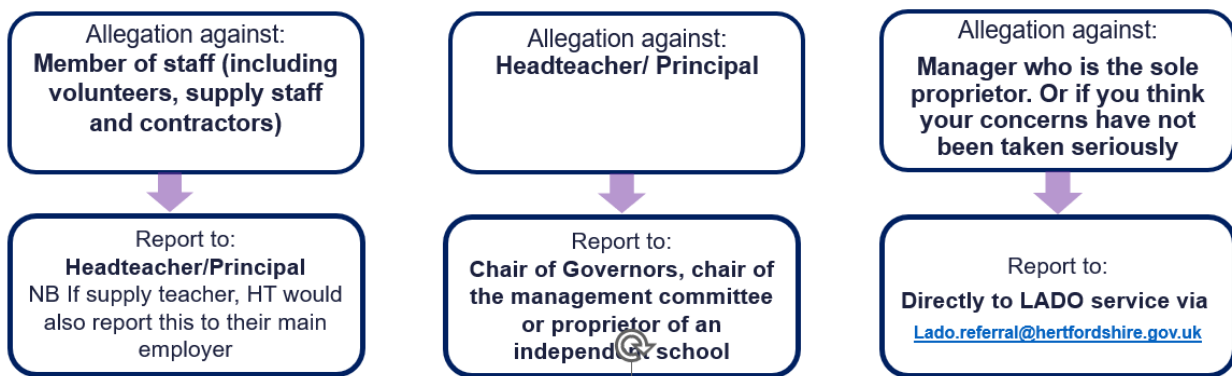 Allegation against:
Member of staff (including
volunteers, supply staff
and contractors)
Report to:
Headteacher/Principal
NB If supply teacher, HT would
also report this to their main
employer
Allegation against:
Headteacher/ Principal
Report to:
Chair of Governors, chair of
the management committee
or proprietor of an
independent school
Allegation against:
Manager who is the sole
proprietor. Or if you think
your concerns have not
been taken seriously
Report to:
Directly to LADO service via
Lado.referral@hertfordshire.gov.uk